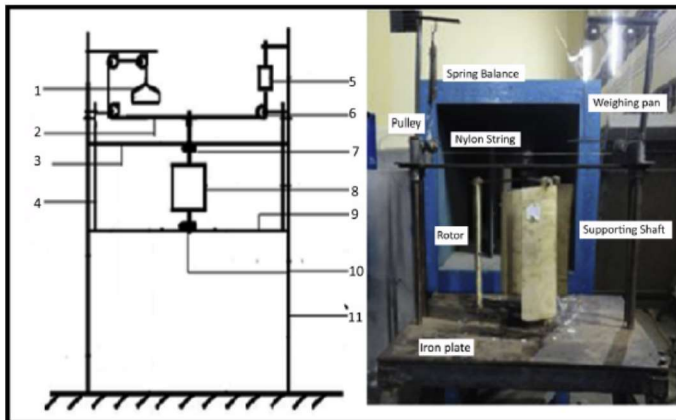 1
2
3
4
5
6
7
8
9
10
11
Spring Balance
Weighing pan
Pulley
Nylon String
Rotor
Supporting Shaft
Iron plate